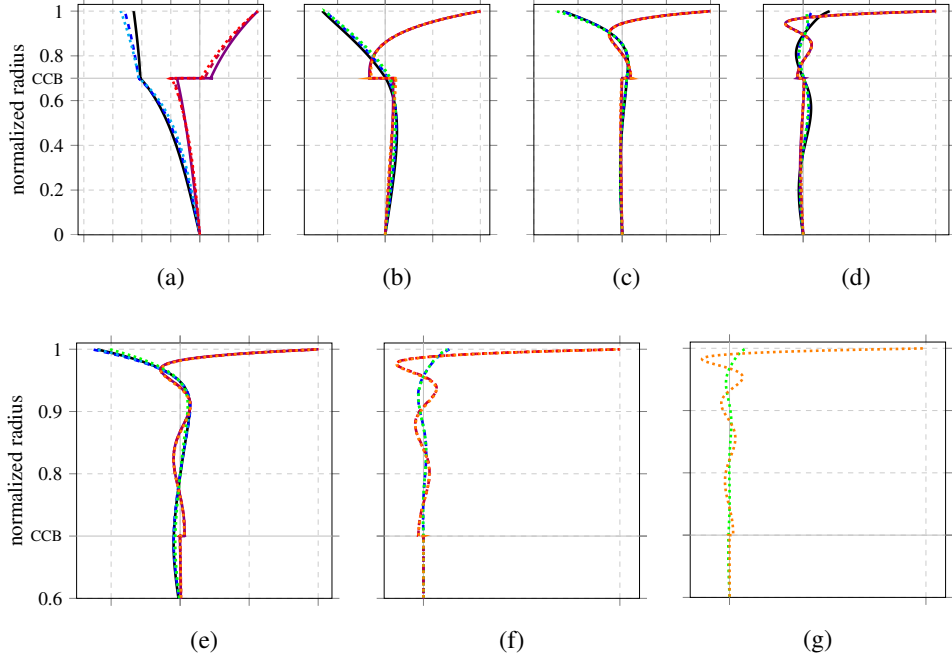 normalized radius
1
0.8
CCB
0.6
0.4
0.2
0
(a)
(b)
(c)
(d)
normalized radius
1
0.9
0.8
CCB
0.6
(e)
(f)
(g)